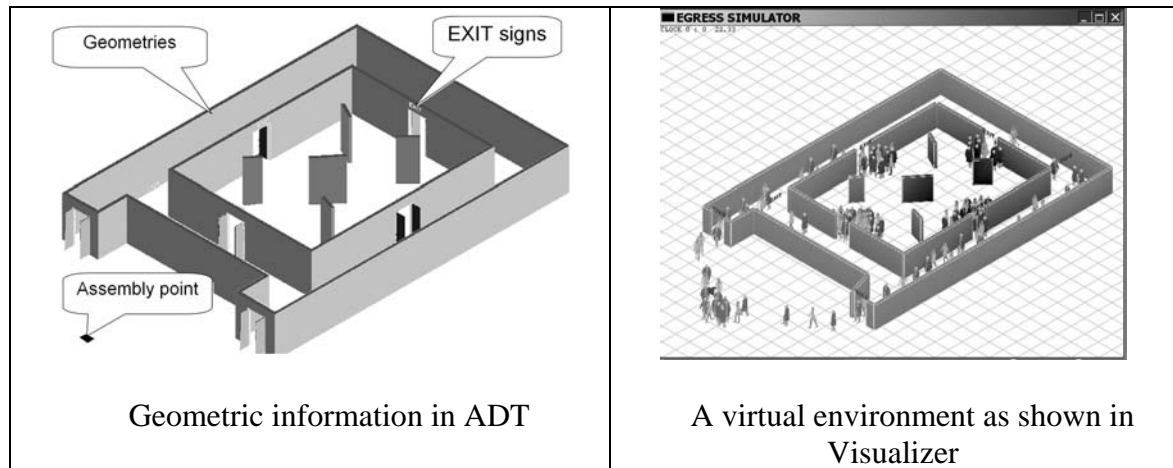 Geometries
EXIT signs
Assembly point
Geometric information in ADT
EGRESS SIMULATOR
A virtual environment as shown in
Visualizer